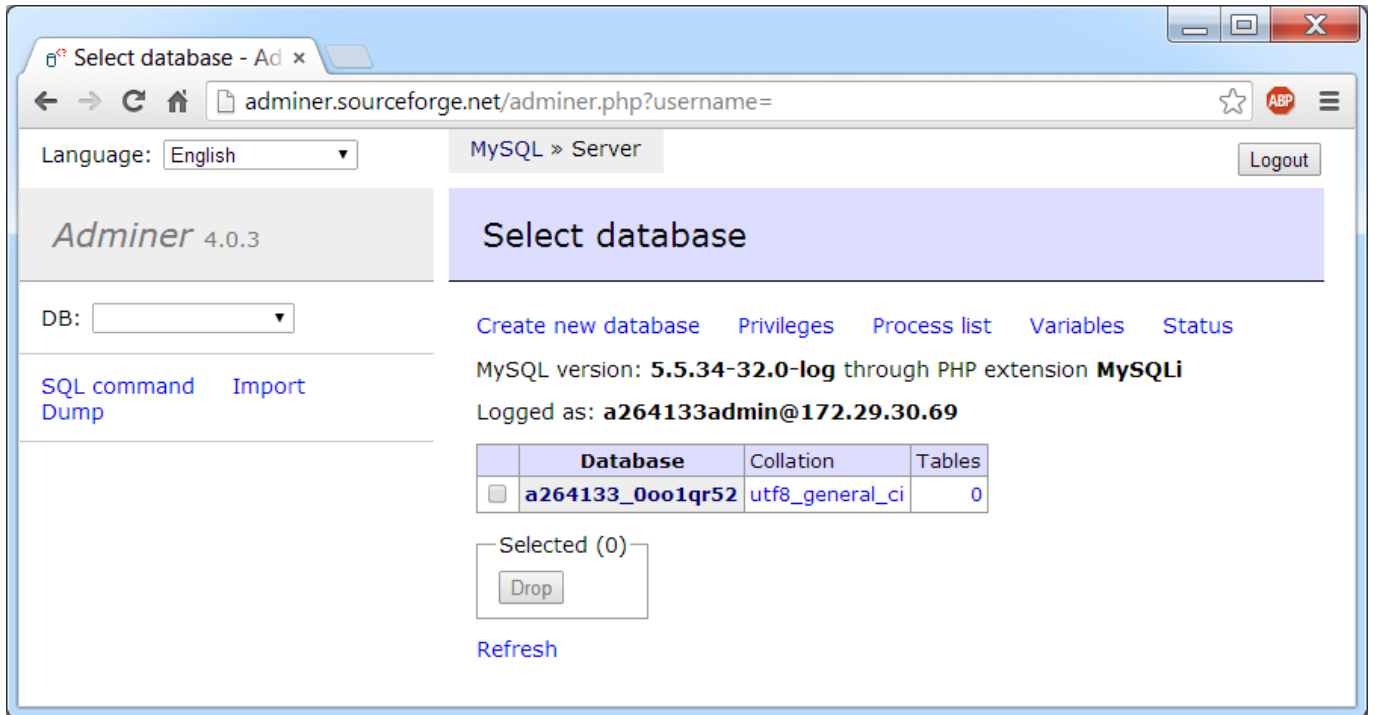 Select database - Ad ×
adminer.sourceforge.net/adminer.php?username=
ABP
Language: English
MySQL » Server
Logout
Adminer 4.0.3
Select database
DB:
Create new database Privileges Process list Variables Status
SQL command Import
Dump
MySQL version: 5.5.34-32.0-log through PHP extension MySQLi
Logged as: a264133admin@172.29.30.69
Database Collation Tables
a264133_0oo1qr52 utf8_general_ci 0
Selected (0)
Drop
Refresh